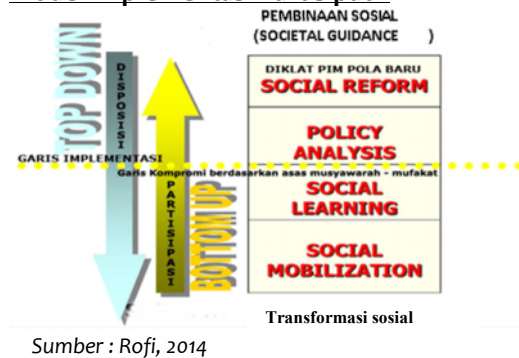 PEMBINAAN SOSIAL
(SOCIETAL GUIDANCE )
TOP DOWN
DISPOSISI
DIKLAT PIM POLA BARU
SOCIAL REFORM
POLICY
ANALYSIS
GARIS IMPLEMENTASI
Garis Kompromi berdasarkan asas musyawarah - mufakat
PARTISIPASI
BOTTOM UP
SOCIAL
LEARNING
SOCIAL
MOBILIZATION
Transformasi sosial
Sumber : Rofi, 2014